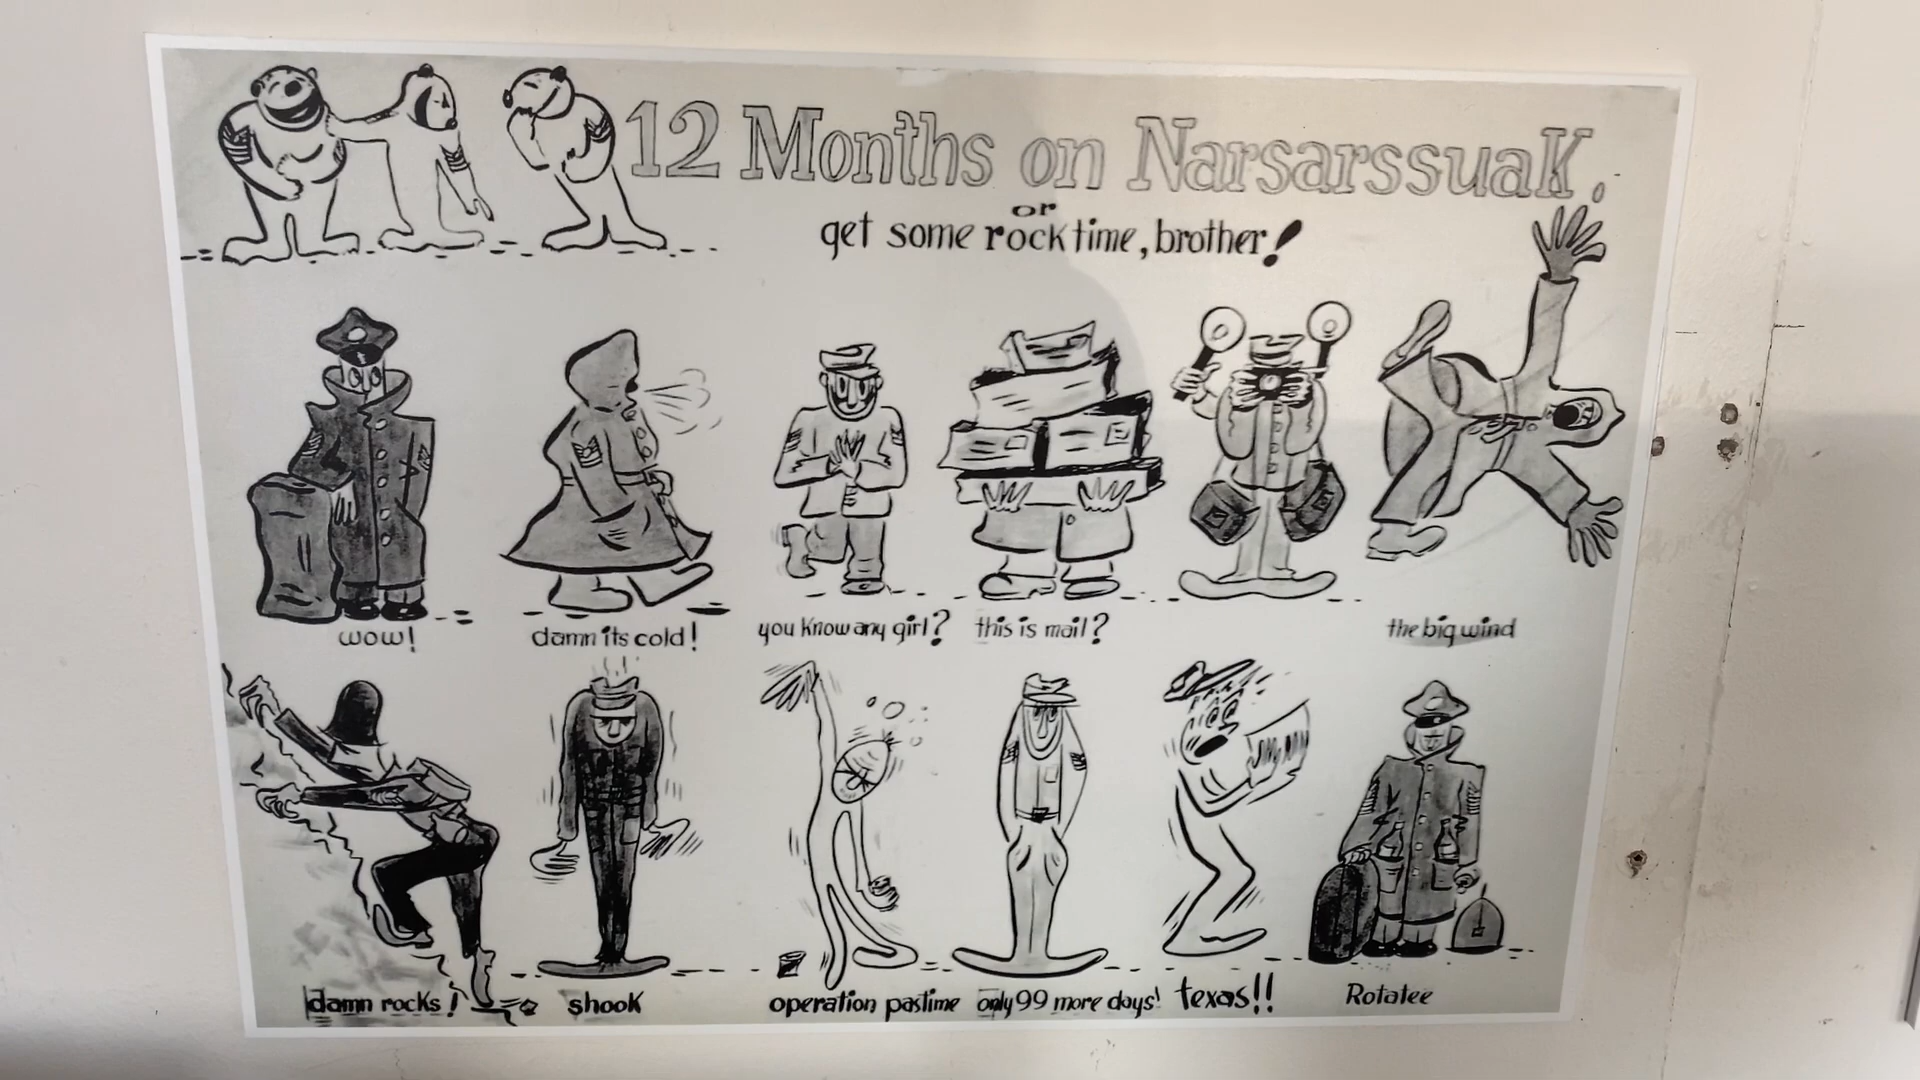 12 Months on Narsarssuak.
or
get some rock time, brother!
wow!
damn its cold!
you know any girl?
this is mail?
the big wind
damn rocks!
shook
operation pastime
only 99 more days!
texas!!
Rotatee